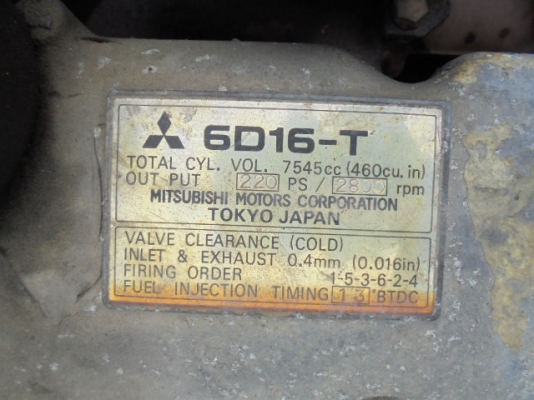 6D16-T
TOTAL CYL. VOL. 7545cc (460cu. in)
OUT PUT 220 PS / 2800 rpm
MITSUBISHI MOTORS CORPORATION
TOKYO JAPAN
VALVE CLEARANCE (COLD)
INLET & EXHAUST 0.4mm (0.016in)
FIRING ORDER 1-5-3-6-2-4
FUEL INJECTION TIMING 13 °BTDC